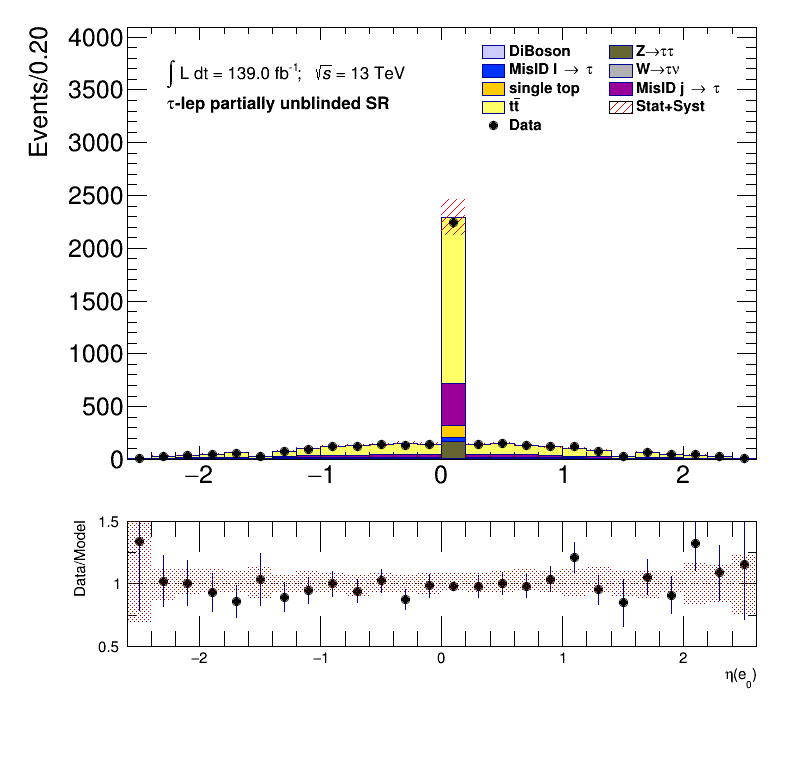 Events/0.20
4000
3500
3000
2500
2000
1500
1000
500
0
∫ L dt = 139.0 fb⁻¹; √s = 13 TeV
τ-lep partially unblinded SR
DiBoson
MisID l → τ
single top
tt̄
Data
Z→ττ
W→τν
MisID j → τ
Stat+Syst
−2 −1 0 1 2
Data/Model
1.5
1
0.5
−2 −1 0 1 2
η(e₀)